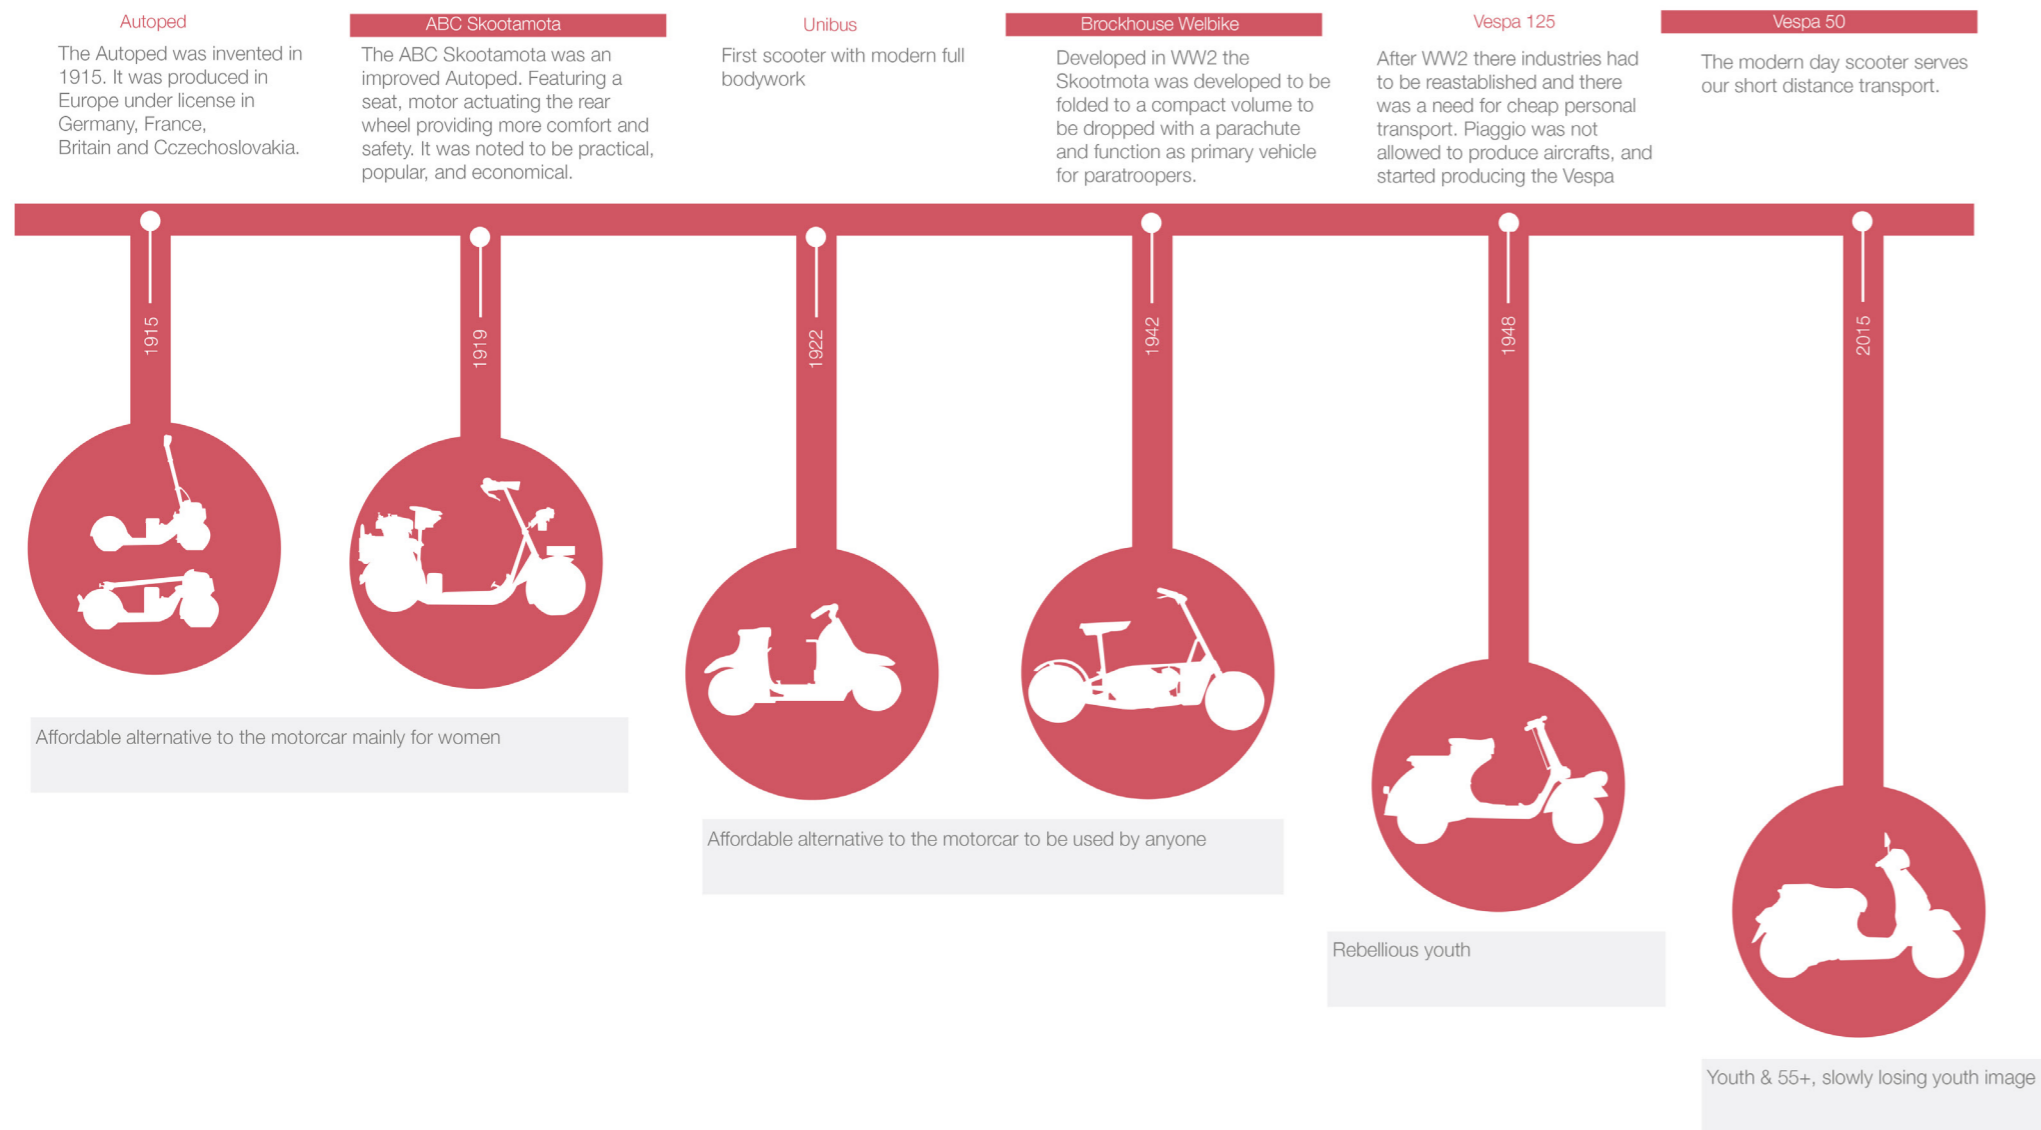 Autoped
The Autoped was invented in
1915. It was produced in
Europe under license in
Germany, France,
Britain and Cczechoslovakia.
ABC Skootamota
The ABC Skootamota was an
improved Autoped. Featuring a
seat, motor actuating the rear
wheel providing more comfort and
safety. It was noted to be practical,
popular, and economical.
Unibus
First scooter with modern full
bodywork
Brockhouse Welbike
Developed in WW2 the
Skootmota was developed to be
folded to a compact volume to
be dropped with a parachute
and function as primary vehicle
for paratroopers.
Vespa 125
After WW2 there industries had
to be reastablished and there
was a need for cheap personal
transport. Piaggio was not
allowed to produce aircrafts, and
started producing the Vespa
Vespa 50
The modern day scooter serves
our short distance transport.
1915
1919
1922
1942
1948
2015
Affordable alternative to the motorcar mainly for women
Affordable alternative to the motorcar to be used by anyone
Rebellious youth
Youth & 55+, slowly losing youth image